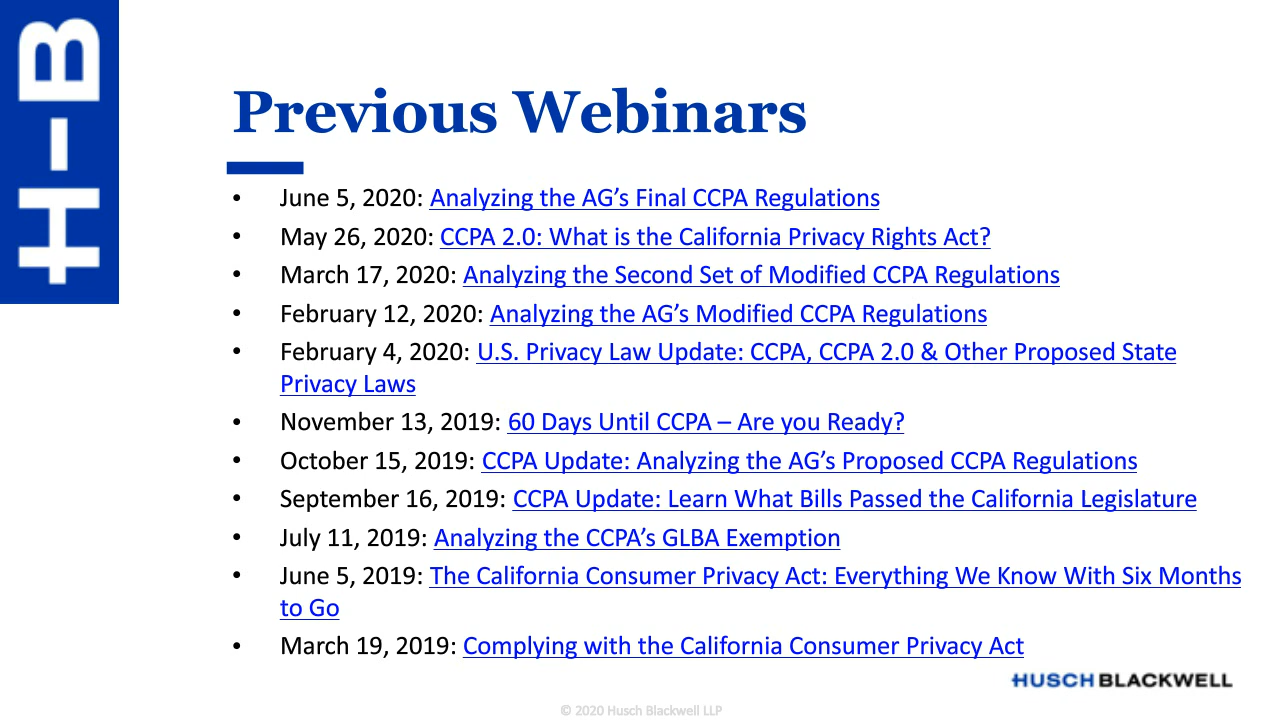 H-B
Previous Webinars
• June 5, 2020: Analyzing the AG’s Final CCPA Regulations
• May 26, 2020: CCPA 2.0: What is the California Privacy Rights Act?
• March 17, 2020: Analyzing the Second Set of Modified CCPA Regulations
• February 12, 2020: Analyzing the AG’s Modified CCPA Regulations
• February 4, 2020: U.S. Privacy Law Update: CCPA, CCPA 2.0 & Other Proposed State
Privacy Laws
• November 13, 2019: 60 Days Until CCPA – Are you Ready?
• October 15, 2019: CCPA Update: Analyzing the AG’s Proposed CCPA Regulations
• September 16, 2019: CCPA Update: Learn What Bills Passed the California Legislature
• July 11, 2019: Analyzing the CCPA’s GLBA Exemption
• June 5, 2019: The California Consumer Privacy Act: Everything We Know With Six Months
to Go
• March 19, 2019: Complying with the California Consumer Privacy Act
HUSCH BLACKWELL
© 2020 Husch Blackwell LLP